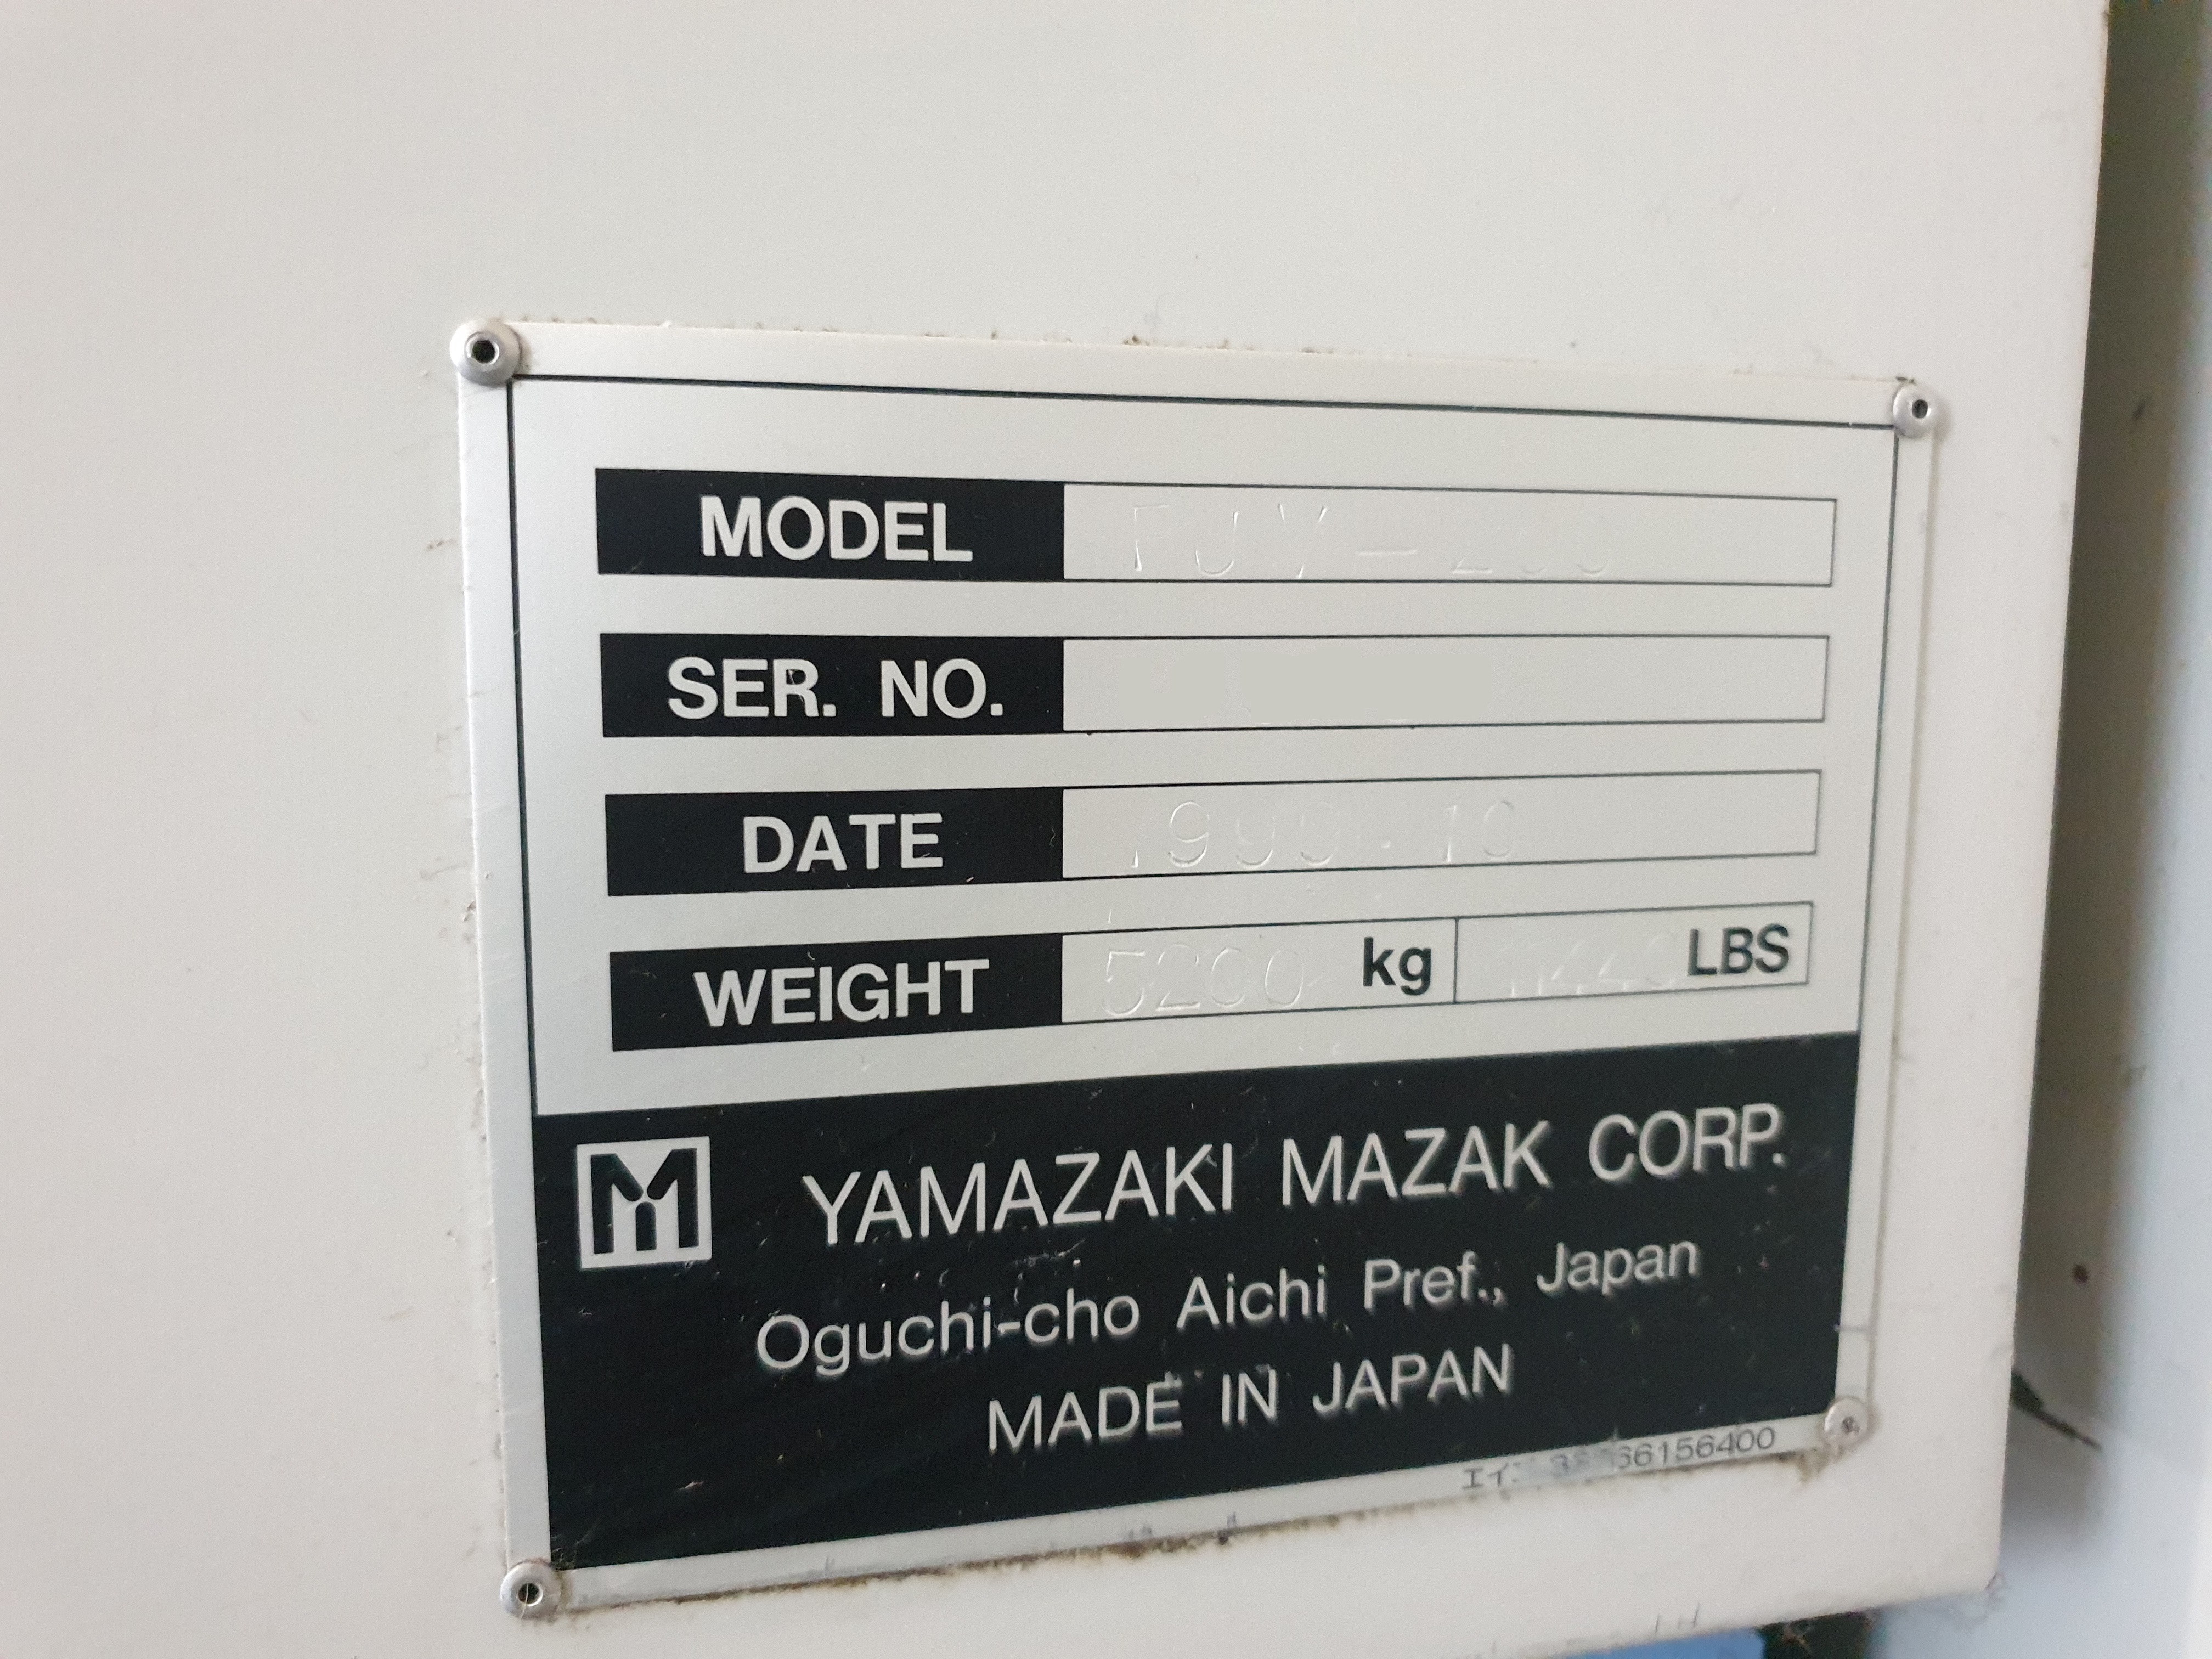 MODEL FJV-200
SER. NO.
DATE 1999.10
WEIGHT 5200 kg 11440 LBS
YAMAZAKI MAZAK CORP.
Oguchi-cho Aichi Pref., Japan
MADE IN JAPAN